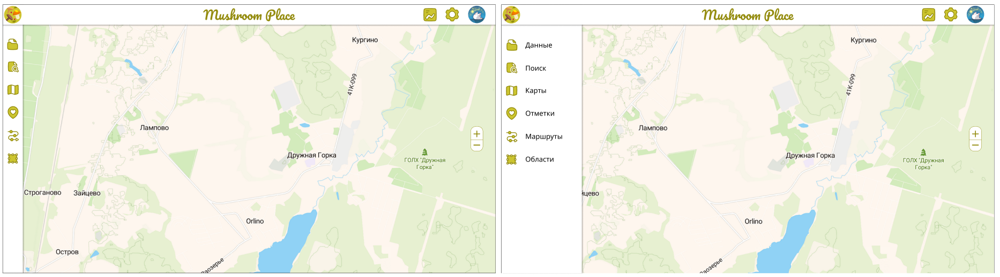 Mushroom Place
Кургино
41К-099
Лампово
Дружная Горка
ГОЛХ "Дружная
Горка"
+
−
Строганово
Зайцево
Orlino
Остров
Заозерье
Mushroom Place
Данные
Поиск
Карты
Отметки
Маршруты
Области
Кургино
41К-099
Лампово
Дружная Горка
ГОЛХ "Дружная
Горка"
+
−
йцево
Orlino
Заозерье